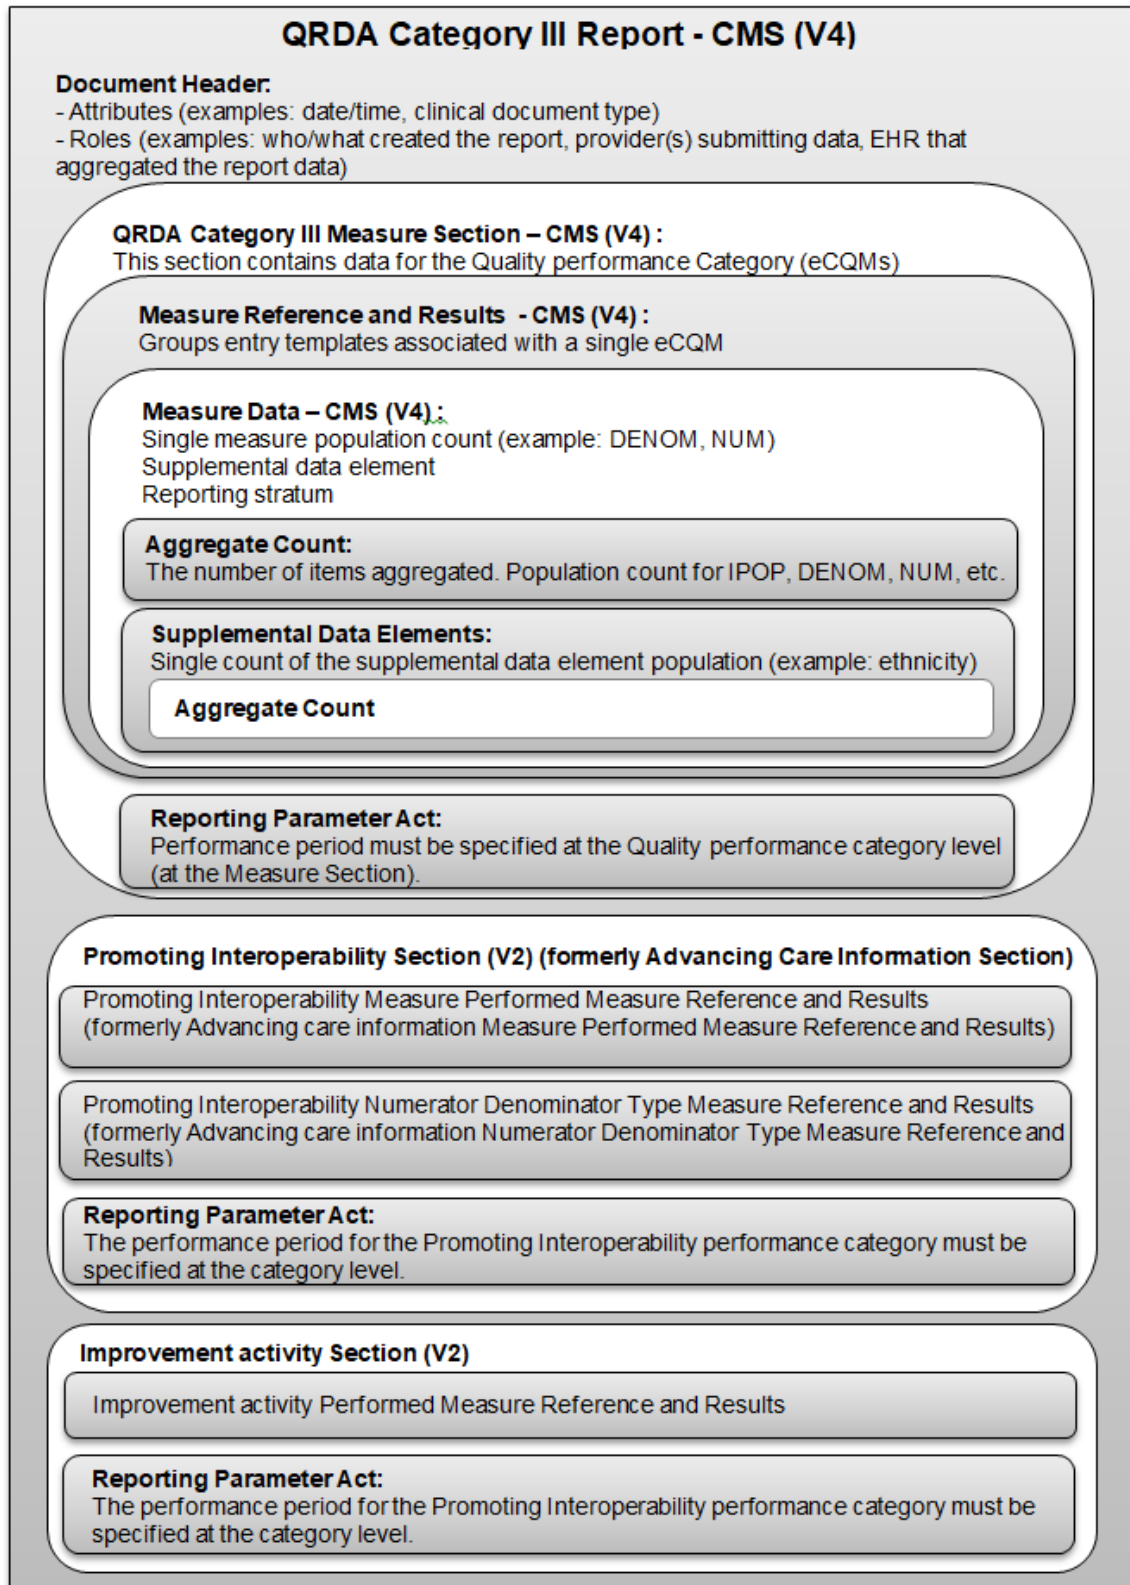 QRDA Category III Report - CMS (V4)
Document Header:
- Attributes (examples: date/time, clinical document type)
- Roles (examples: who/what created the report, provider(s) submitting data, EHR that
aggregated the report data)
QRDA Category III Measure Section – CMS (V4) :
This section contains data for the Quality performance Category (eCQMs)
Measure Reference and Results - CMS (V4) :
Groups entry templates associated with a single eCQM
Measure Data – CMS (V4) :
Single measure population count (example: DENOM, NUM)
Supplemental data element
Reporting stratum
Aggregate Count:
The number of items aggregated. Population count for IPOP, DENOM, NUM, etc.
Supplemental Data Elements:
Single count of the supplemental data element population (example: ethnicity)
Aggregate Count
Reporting Parameter Act:
Performance period must be specified at the Quality performance category level
(at the Measure Section).
Promoting Interoperability Section (V2) (formerly Advancing Care Information Section)
Promoting Interoperability Measure Performed Measure Reference and Results
(formerly Advancing care information Measure Performed Measure Reference and Results)
Promoting Interoperability Numerator Denominator Type Measure Reference and Results
(formerly Advancing care information Numerator Denominator Type Measure Reference and
Results)
Reporting Parameter Act:
The performance period for the Promoting Interoperability performance category must be
specified at the category level.
Improvement activity Section (V2)
Improvement activity Performed Measure Reference and Results
Reporting Parameter Act:
The performance period for the Promoting Interoperability performance category must be
specified at the category level.